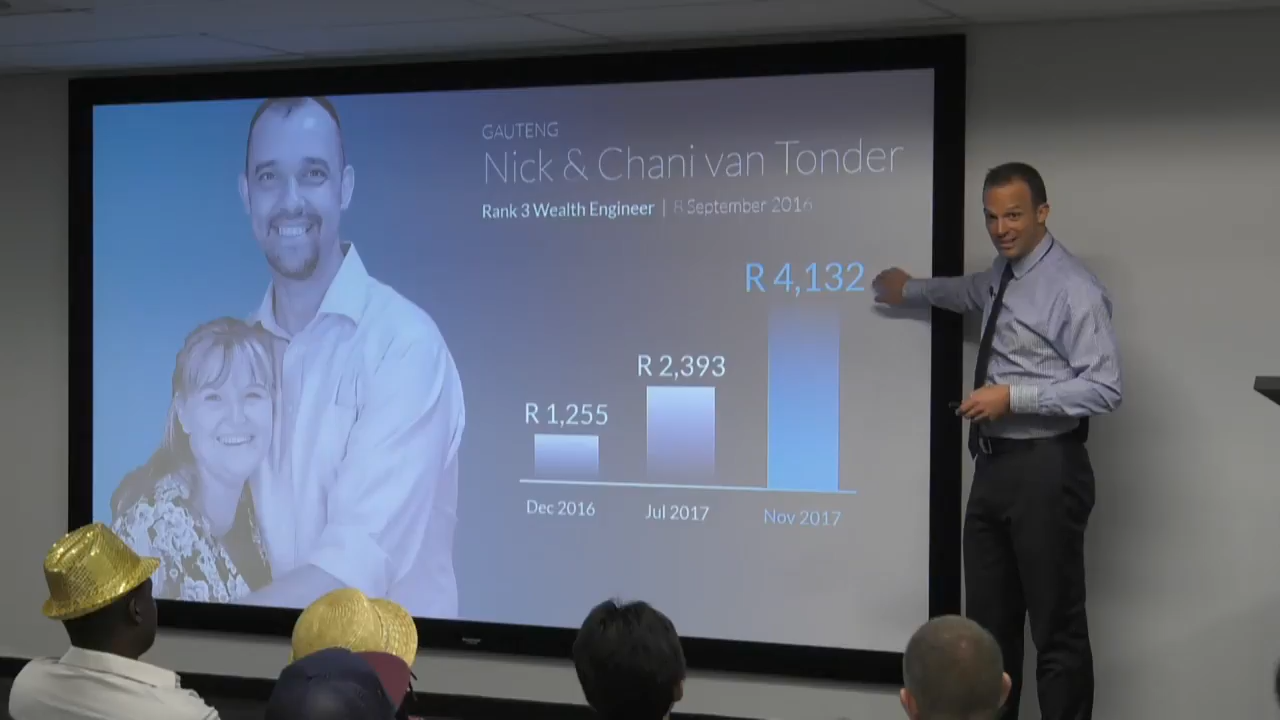 GAUTENG
Nick & Chani van Tonder
Rank 3 Wealth Engineer | 8 September 2016
R 4,132
R 2,393
R 1,255
Dec 2016
Jul 2017
Nov 2017